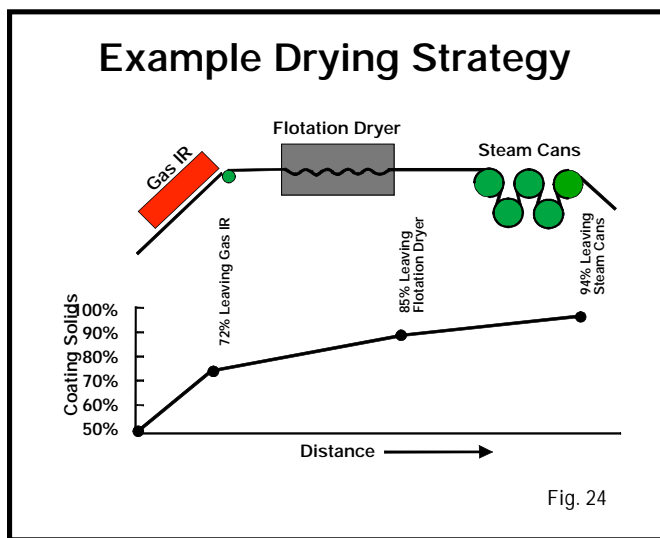 Example Drying Strategy
Flotation Dryer
Gas IR
Steam Cans
72% Leaving Gas IR
85% Leaving
Flotation Dryer
94% Leaving
Steam Cans
Coating Solids
100%
90%
80%
70%
60%
50%
Distance
Fig. 24